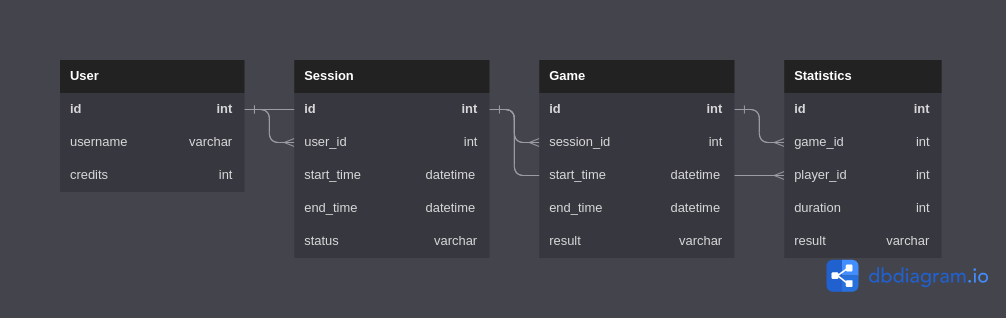 User
id int
username varchar
credits int
Session
id int
user_id int
start_time datetime
end_time datetime
status varchar
Game
id int
session_id int
start_time datetime
end_time datetime
result varchar
Statistics
id int
game_id int
player_id int
duration int
result varchar
dbdiagram.io